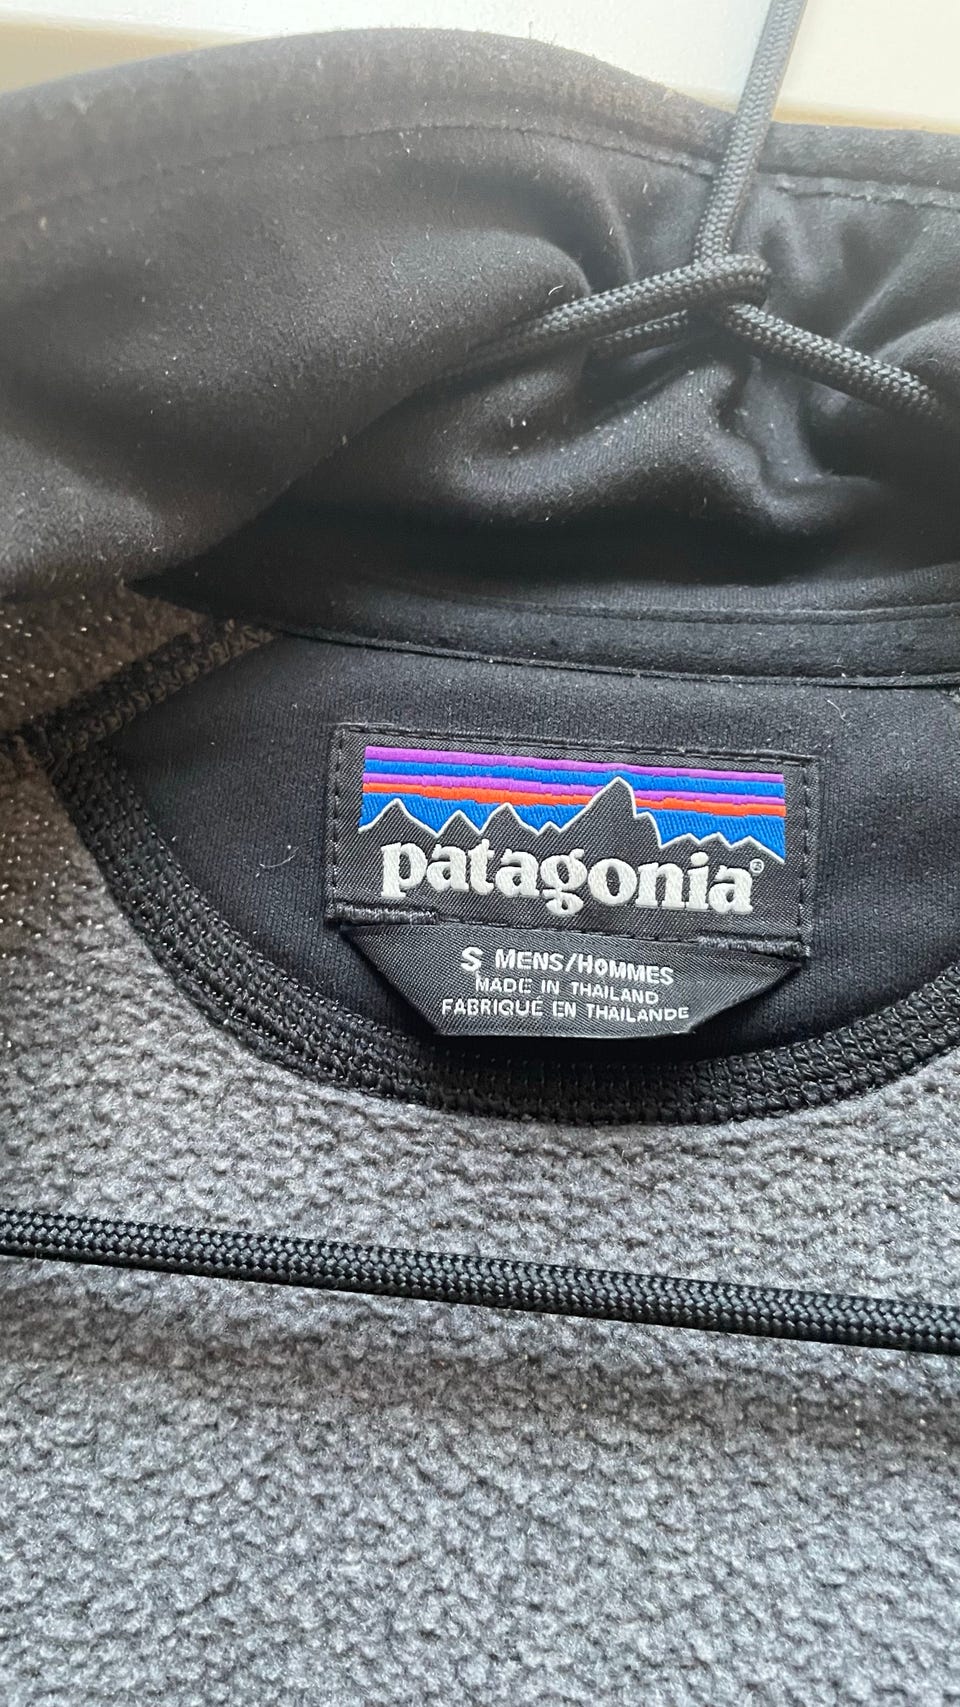 patagonia®
S MENS/HOMMES
MADE IN THAILAND
FABRIQUÉ EN THAILANDE